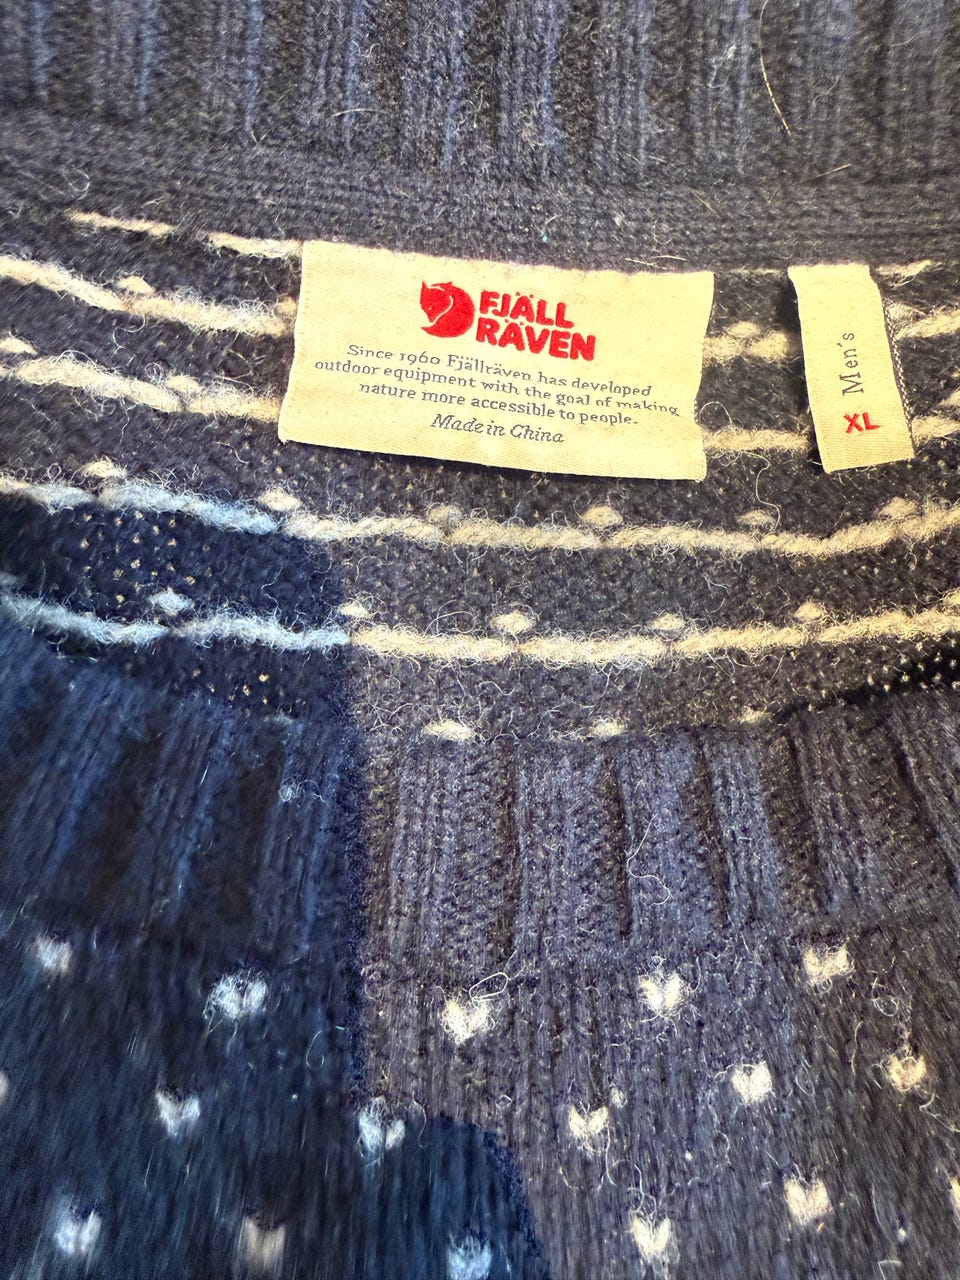 FJÄLL
RÄVEN
Since 1960 Fjällräven has developed
outdoor equipment with the goal of making
nature more accessible to people.
Made in China
Men's
XL